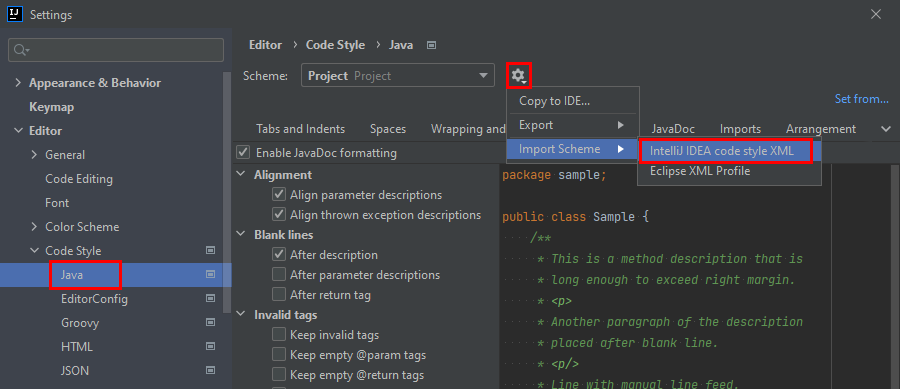 IJ Settings
Editor › Code Style › Java
Scheme: Project Project
Copy to IDE...
Export
Import Scheme
IntelliJ IDEA code style XML
Eclipse XML Profile
Set from...
Appearance & Behavior
Keymap
Editor
General
Code Editing
Font
Color Scheme
Code Style
Java
EditorConfig
Groovy
HTML
JSON
Tabs and Indents Spaces Wrapping and JavaDoc Imports Arrangement
Enable JavaDoc formatting
Alignment
Align parameter descriptions
Align thrown exception descriptions
Blank lines
After description
After parameter descriptions
After return tag
Invalid tags
Keep invalid tags
Keep empty @param tags
Keep empty @return tags
package sample;
public class Sample {
/**
* This is a method description that is
* long enough to exceed right margin.
* <p>
* Another paragraph of the description
* placed after blank line.
* <p/>
* Line with manual line feed.